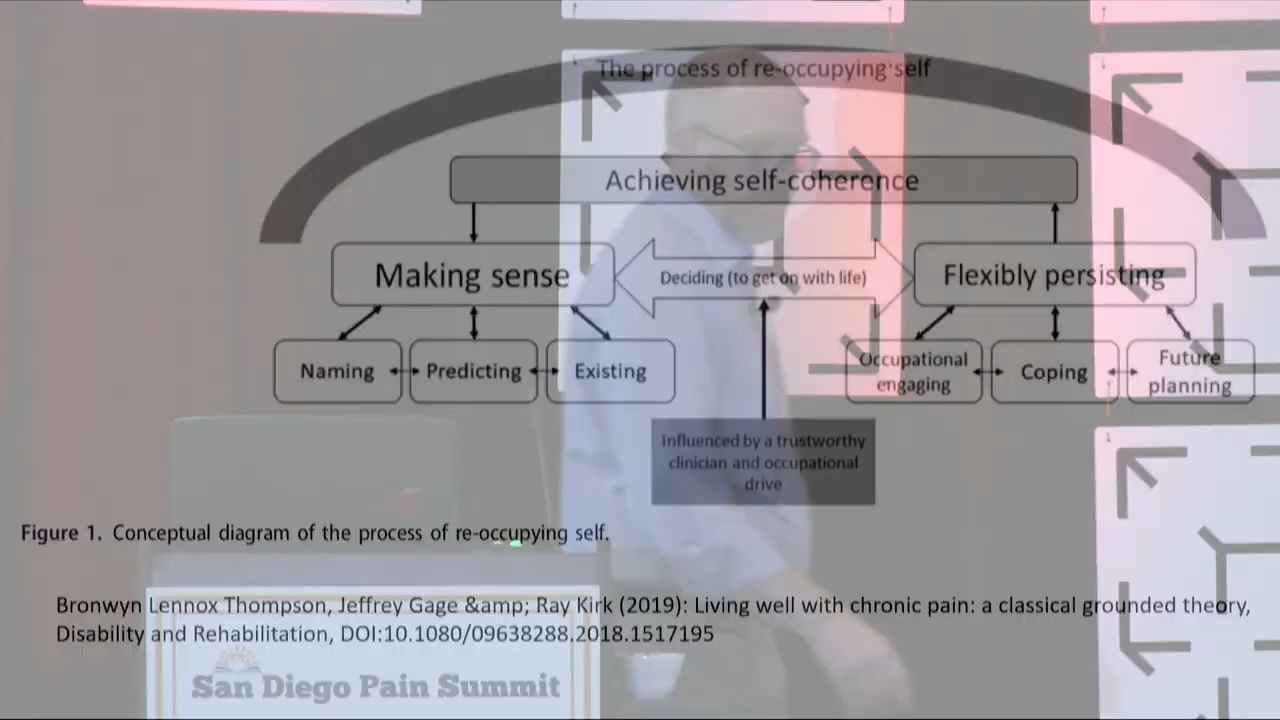 The process of re-occupying self
Achieving self-coherence
Making sense
Deciding (to get on with life)
Flexibly persisting
Naming
Predicting
Existing
Occupational
engaging
Coping
Future
planning
Influenced by a trustworthy
clinician and occupational
drive
Figure 1. Conceptual diagram of the process of re-occupying self.
Bronwyn Lennox Thompson, Jeffrey Gage &amp; Ray Kirk (2019): Living well with chronic pain: a classical grounded theory,
Disability and Rehabilitation, DOI:10.1080/09638288.2018.1517195
San Diego Pain Summit